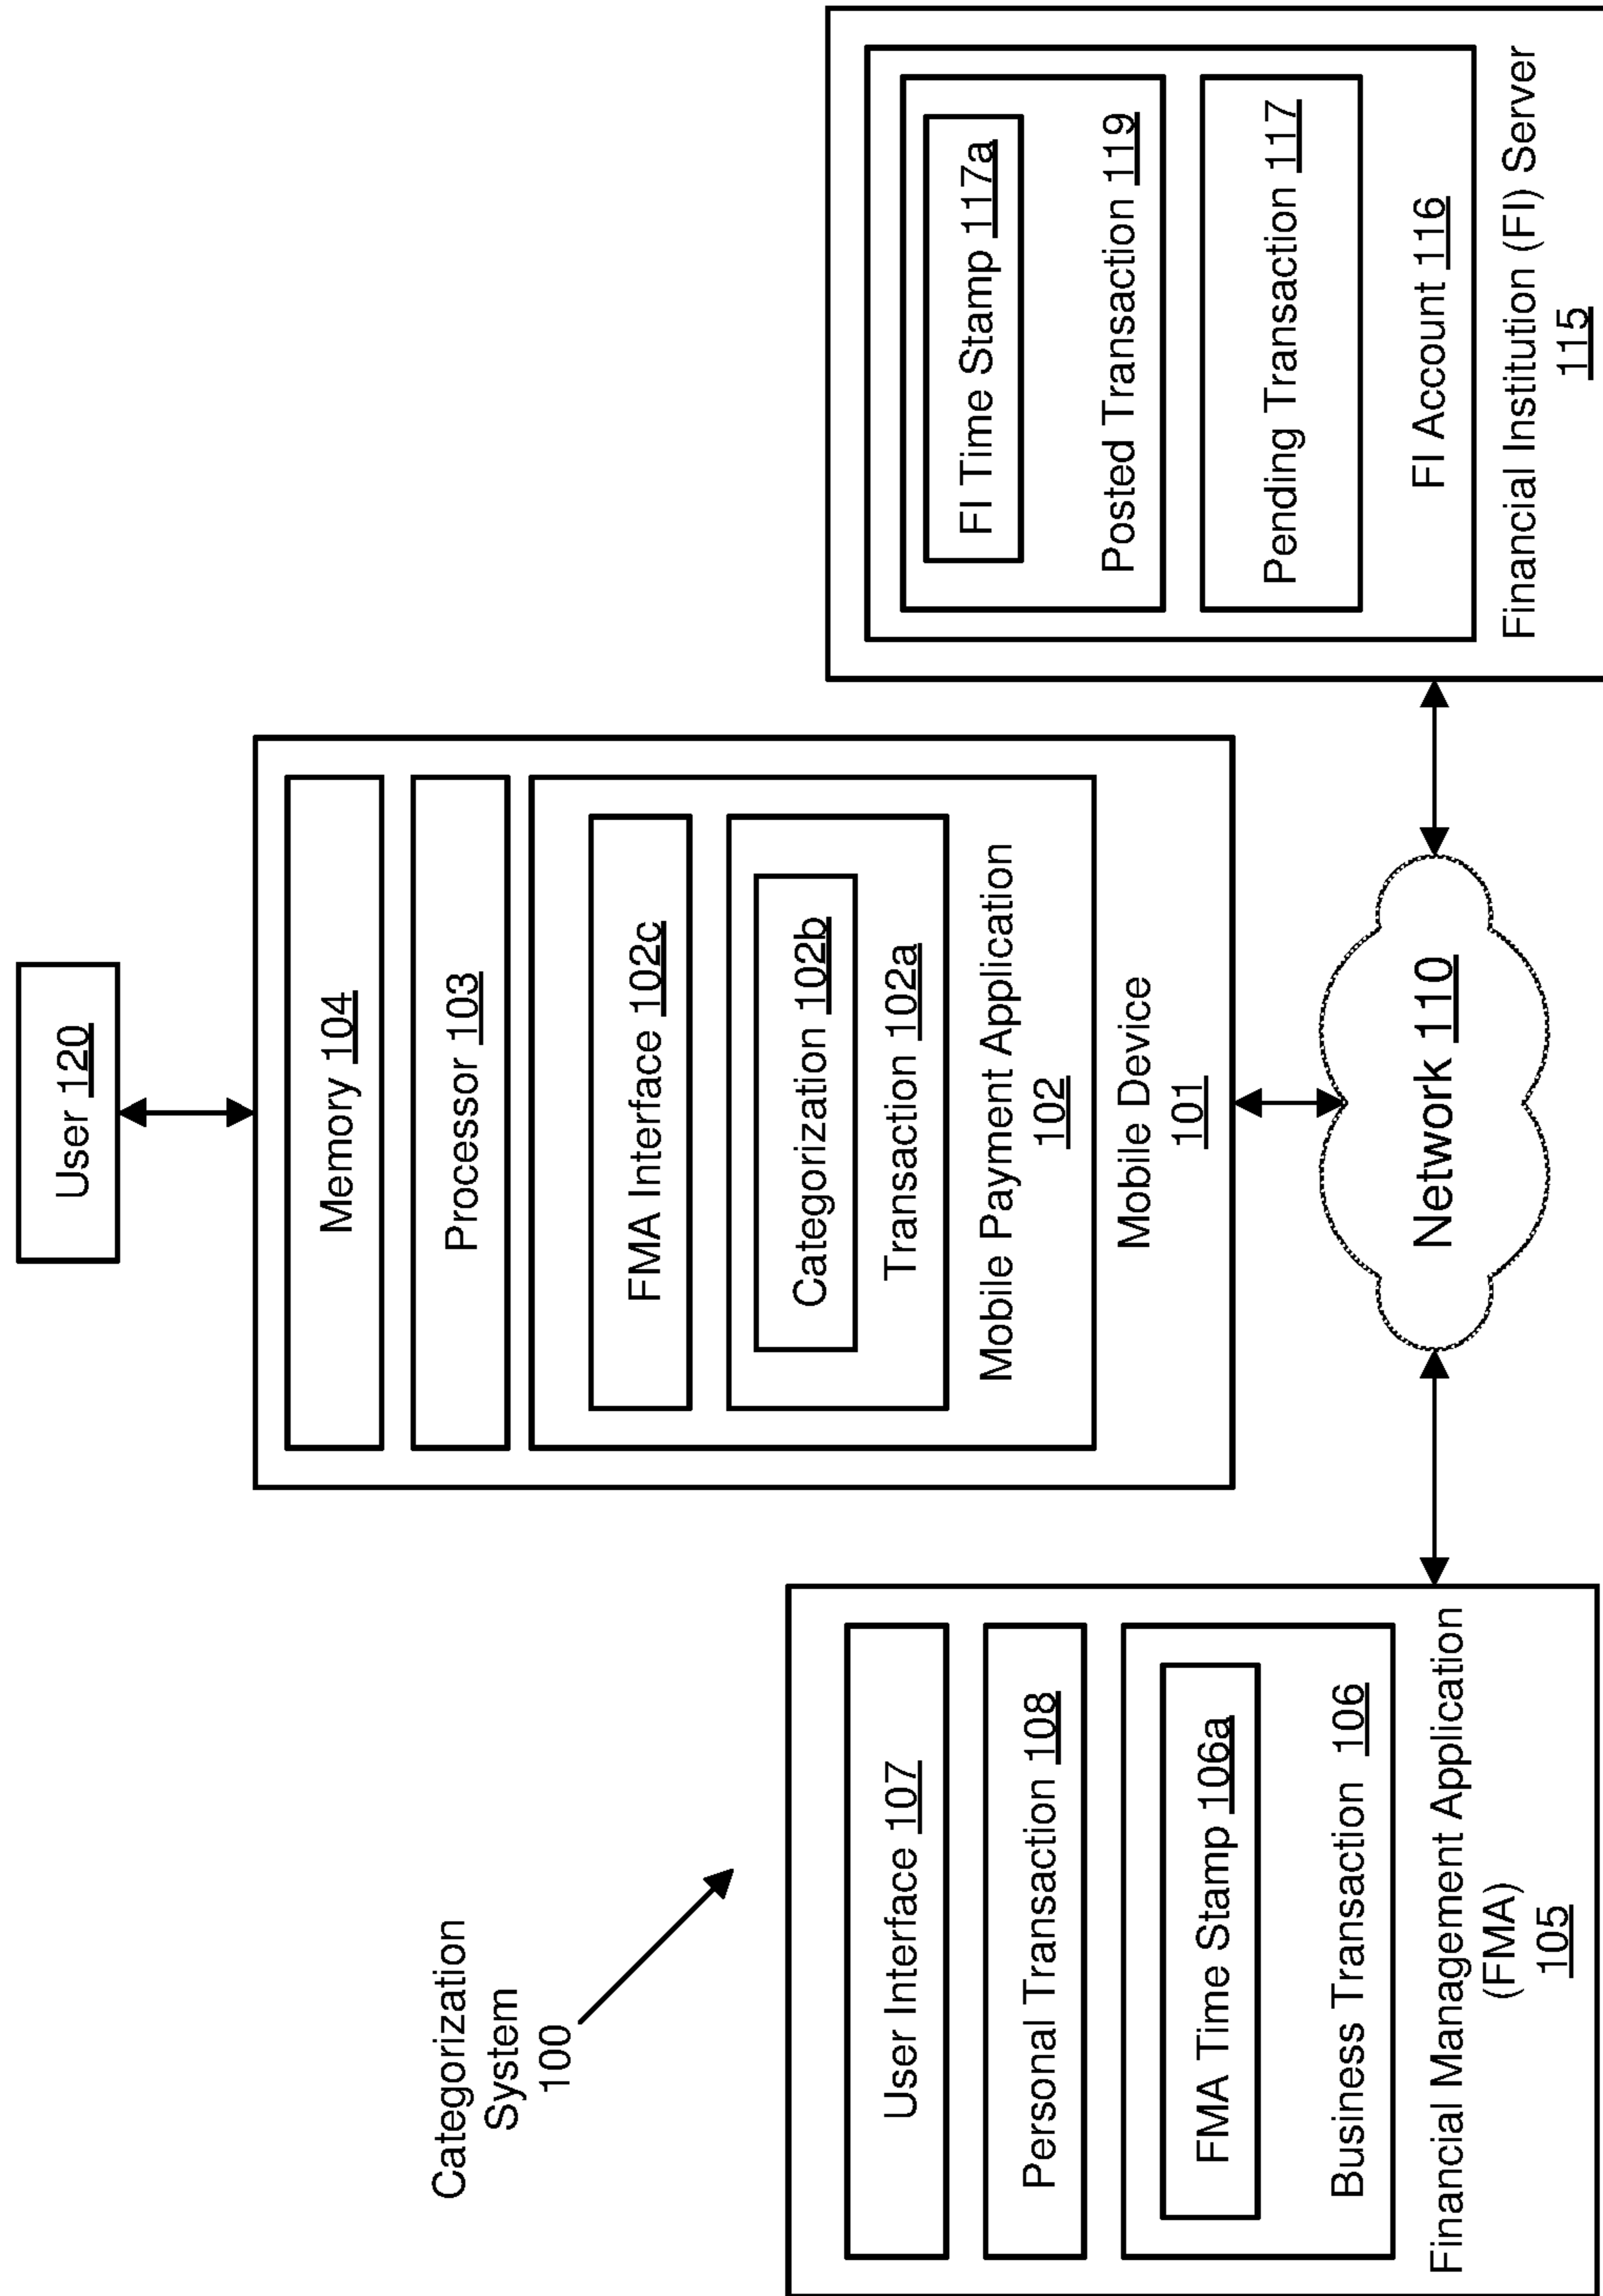 Categorization
System
100
User 120
Memory 104
Processor 103
FMA Interface 102c
Categorization 102b
Transaction 102a
Mobile Payment Application
102
Mobile Device
101
User Interface 107
Personal Transaction 108
FMA Time Stamp 106a
Business Transaction 106
Financial Management Application
(FMA)
105
Network 110
FI Time Stamp 117a
Posted Transaction 119
Pending Transaction 117
FI Account 116
Financial Institution (FI) Server
115